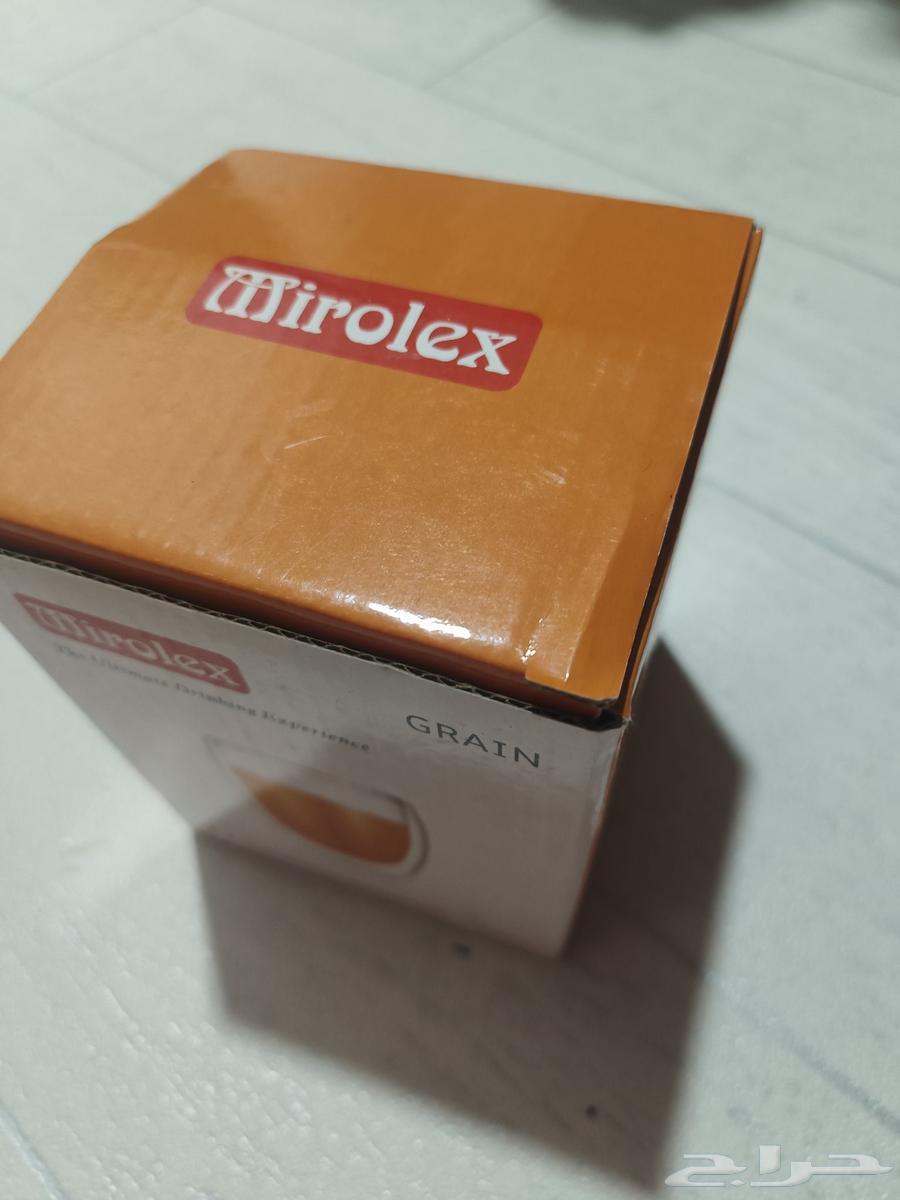 Mirolex
Mirolex
The Ultimate Drinking Experience
GRAIN
حراج